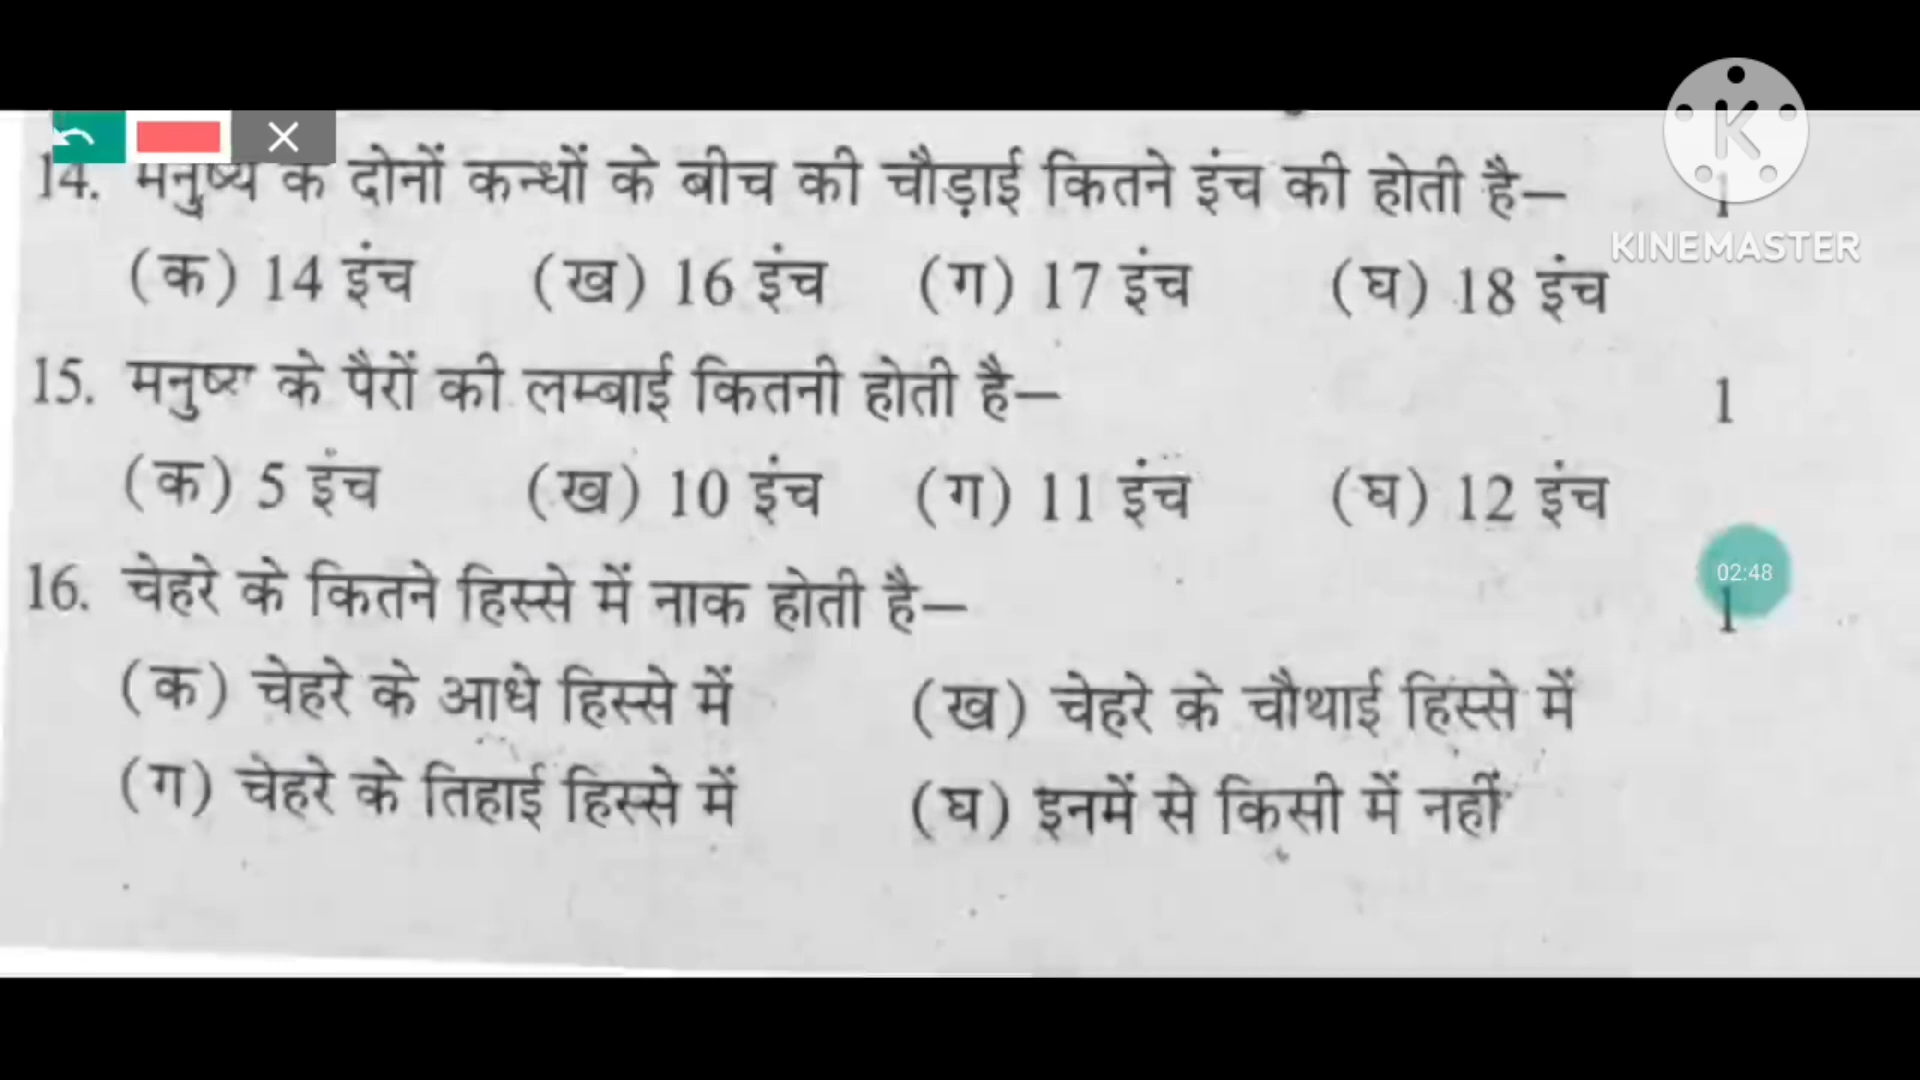 KINEMASTER
14. मनुष्य के दोनों कन्धों के बीच की चौड़ाई कितने इंच की होती है– 1
(क) 14 इंच (ख) 16 इंच (ग) 17 इंच (घ) 18 इंच
15. मनुष्य के पैरों की लम्बाई कितनी होती है– 1
(क) 5 इंच (ख) 10 इंच (ग) 11 इंच (घ) 12 इंच
02:48
16. चेहरे के कितने हिस्से में नाक होती है– 1
(क) चेहरे के आधे हिस्से में (ख) चेहरे के चौथाई हिस्से में
(ग) चेहरे के तिहाई हिस्से में (घ) इनमें से किसी में नहीं